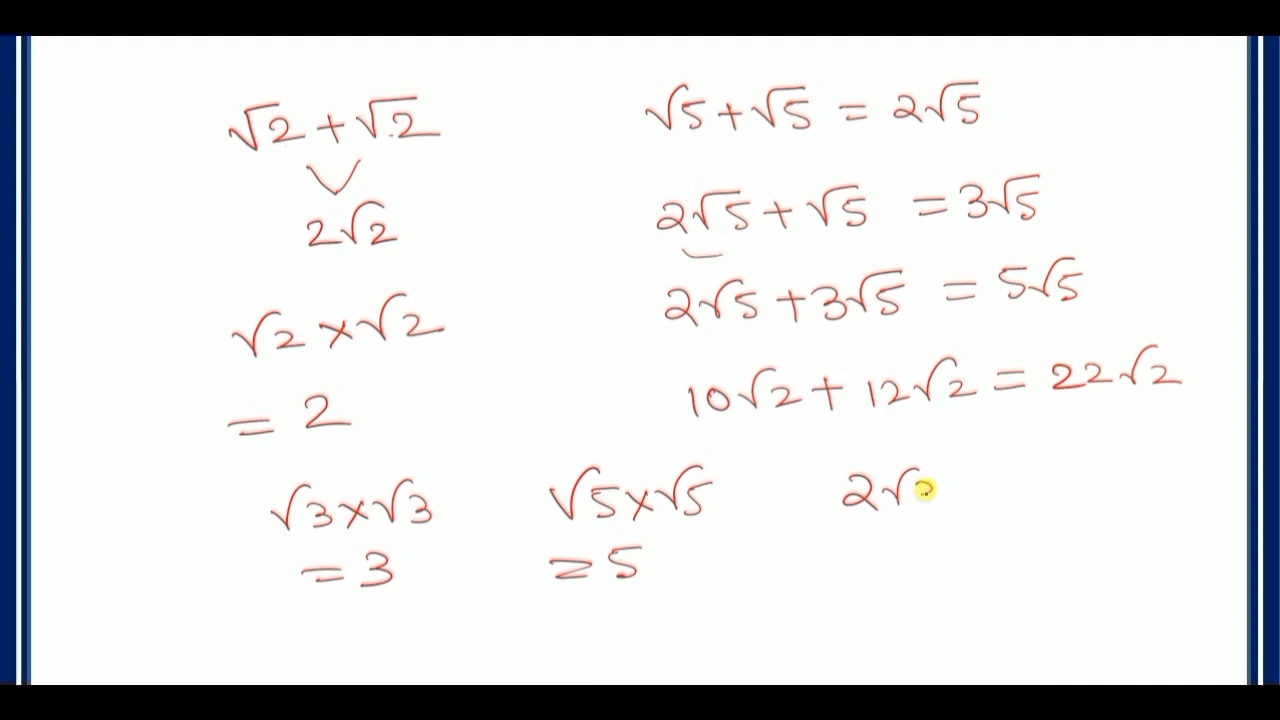 √2 + √2
2√2
√2 × √2
= 2
√5 + √5 = 2√5
2√5 + √5 = 3√5
2√5 + 3√5 = 5√5
10√2 + 12√2 = 22√2
√3 × √3
= 3
√5 × √5
= 5
2√